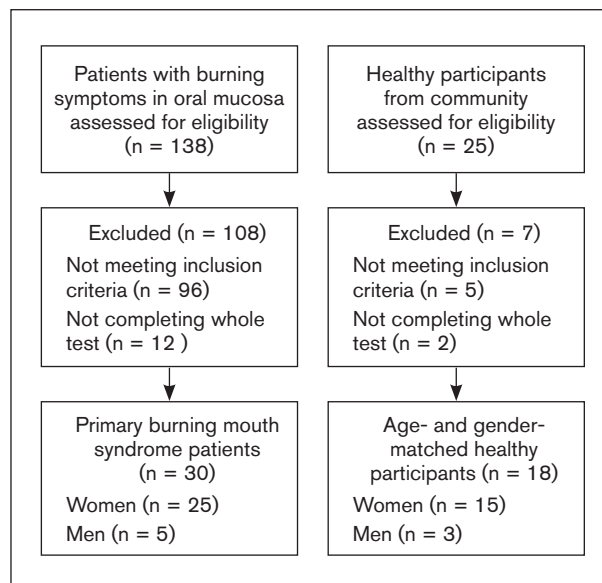 Patients with burning
symptoms in oral mucosa
assessed for eligibility
(n = 138)
Healthy participants
from community
assessed for eligibility
(n = 25)
Excluded (n = 108)
Not meeting inclusion
criteria (n = 96)
Not completing whole
test (n = 12 )
Excluded (n = 7)
Not meeting inclusion
criteria (n = 5)
Not completing whole
test (n = 2)
Primary burning mouth
syndrome patients
(n = 30)
Women (n = 25)
Men (n = 5)
Age- and gender-
matched healthy
participants (n = 18)
Women (n = 15)
Men (n = 3)